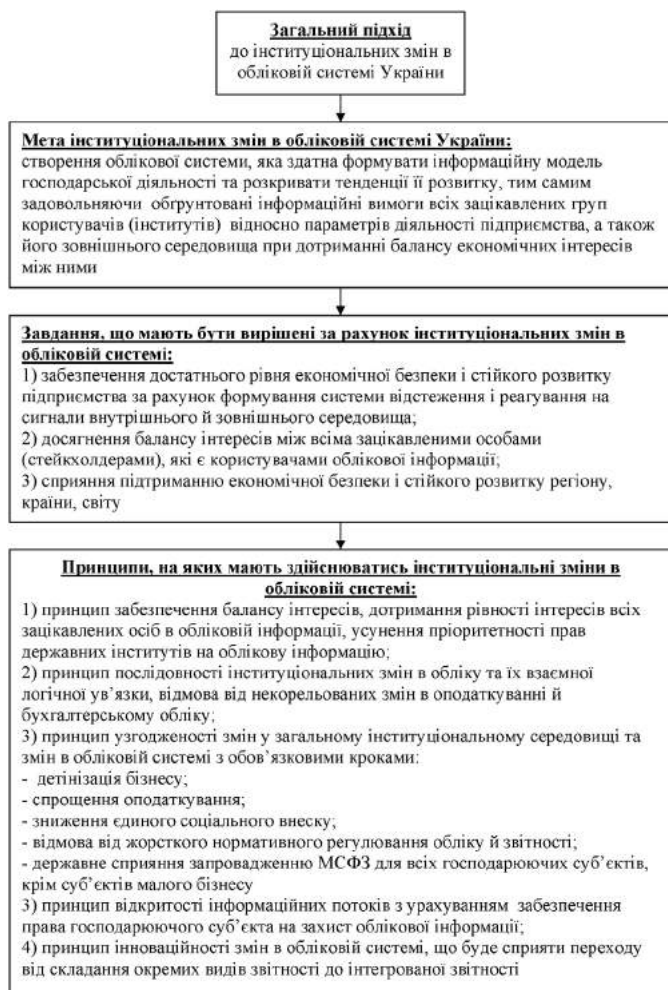 Загальний підхід
до інституціональних змін в
обліковій системі України
Мета інституціональних змін в обліковій системі України:
створення облікової системи, яка здатна формувати інформаційну модель
господарської діяльності та розкривати тенденції її розвитку, тим самим
задовольняючи обґрунтовані інформаційні вимоги всіх зацікавлених груп
користувачів (інститутів) відносно параметрів діяльності підприємства, а також
його зовнішнього середовища при дотриманні балансу економічних інтересів
між ними
Завдання, що мають бути вирішені за рахунок інституціональних змін в
обліковій системі:
1) забезпечення достатнього рівня економічної безпеки і стійкого розвитку
підприємства за рахунок формування системи відстеження і реагування на
сигнали внутрішнього й зовнішнього середовища;
2) досягнення балансу інтересів між всіма зацікавленими особами
(стейкхолдерами), які є користувачами облікової інформації;
3) сприяння підтриманню економічної безпеки і стійкого розвитку регіону,
країни, світу
Принципи, на яких мають здійснюватись інституціональні зміни в
обліковій системі:
1) принцип забезпечення балансу інтересів, дотримання рівності інтересів всіх
зацікавлених осіб в обліковій інформації, усунення пріоритетності прав
державних інститутів на облікову інформацію;
2) принцип послідовності інституціональних змін в обліку та їх взаємної
логічної ув’язки, відмова від некорельованих змін в оподаткуванні й
бухгалтерському обліку;
3) принцип узгодженості змін у загальному інституціональному середовищі та
змін в обліковій системі з обов’язковими кроками:
- детінізація бізнесу;
- спрощення оподаткування;
- зниження єдиного соціального внеску;
- відмова від жорсткого нормативного регулювання обліку й звітності;
- державне сприяння запровадженню МСФЗ для всіх господарюючих суб’єктів,
крім суб’єктів малого бізнесу
3) принцип відкритості інформаційних потоків з урахуванням забезпечення
права господарюючого суб’єкта на захист облікової інформації;
4) принцип інноваційності змін в обліковій системі, що буде сприяти переходу
від складання окремих видів звітності до інтегрованої звітності